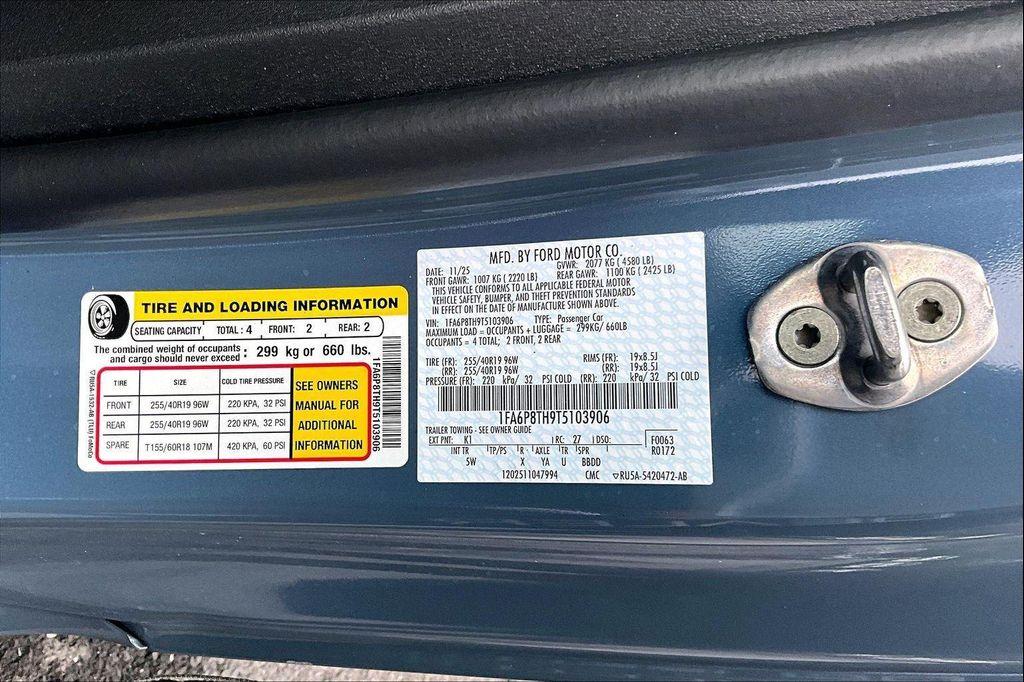 TIRE AND LOADING INFORMATION
SEATING CAPACITY TOTAL: 4 FRONT: 2 REAR: 2
The combined weight of occupants
and cargo should never exceed : 299 kg or 660 lbs.
TIRE SIZE COLD TIRE PRESSURE
FRONT 255/40R19 96W 220 KPA, 32 PSI
REAR 255/40R19 96W 220 KPA, 32 PSI
SPARE T155/60R18 107M 420 KPA, 60 PSI
SEE OWNERS
MANUAL FOR
ADDITIONAL
INFORMATION
RU5A-1532-AB (TLU) FoMoCo
1FA6P8TH9T5103906
MFD. BY FORD MOTOR CO.
DATE: 11/25 GVWR: 2077 KG ( 4580 LB)
FRONT GAWR: 1007 KG ( 2220 LB) REAR GAWR: 1100 KG ( 2425 LB)
THIS VEHICLE CONFORMS TO ALL APPLICABLE FEDERAL MOTOR
VEHICLE SAFETY, BUMPER, AND THEFT PREVENTION STANDARDS
IN EFFECT ON THE DATE OF MANUFACTURE SHOWN ABOVE.
VIN: 1FA6P8TH9T5103906 TYPE: Passenger Car
MAXIMUM LOAD = OCCUPANTS + LUGGAGE = 299KG/ 660LB
OCCUPANTS = 4 TOTAL; 2 FRONT, 2 REAR
TIRE (FR): 255/40R19 96W RIMS (FR): 19x8.5J
(RR): 255/40R19 96W (RR): 19x8.5J
PRESSURE (FR): 220 kPa/ 32 PSI COLD (RR): 220 kPa/ 32 PSI COLD
1FA6P8TH9T5103906
TRAILER TOWING - SEE OWNER GUIDE
EXT PNT: K1 RC: 27 DSO: F0063
R0172
INT TR TP/PS R AXLE TR SPR
5W X YA U BBDD
1202511047994 CMC RU5A-5420472-AB